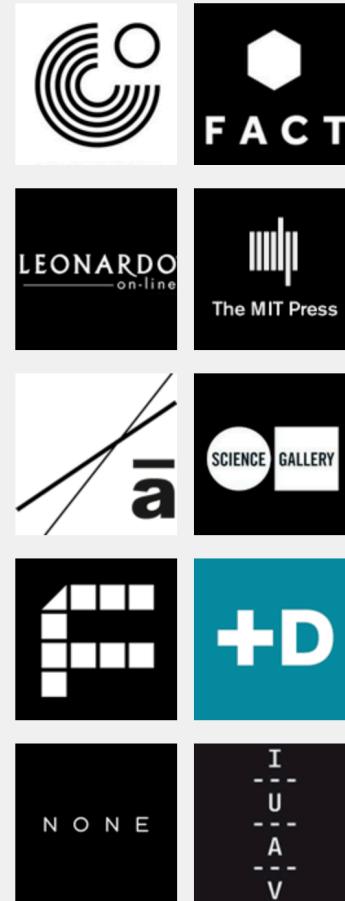 FACT
LEONARDO
on-line
The MIT Press
ā
SCIENCE GALLERY
F
+D
NONE
I
---
U
---
A
---
V